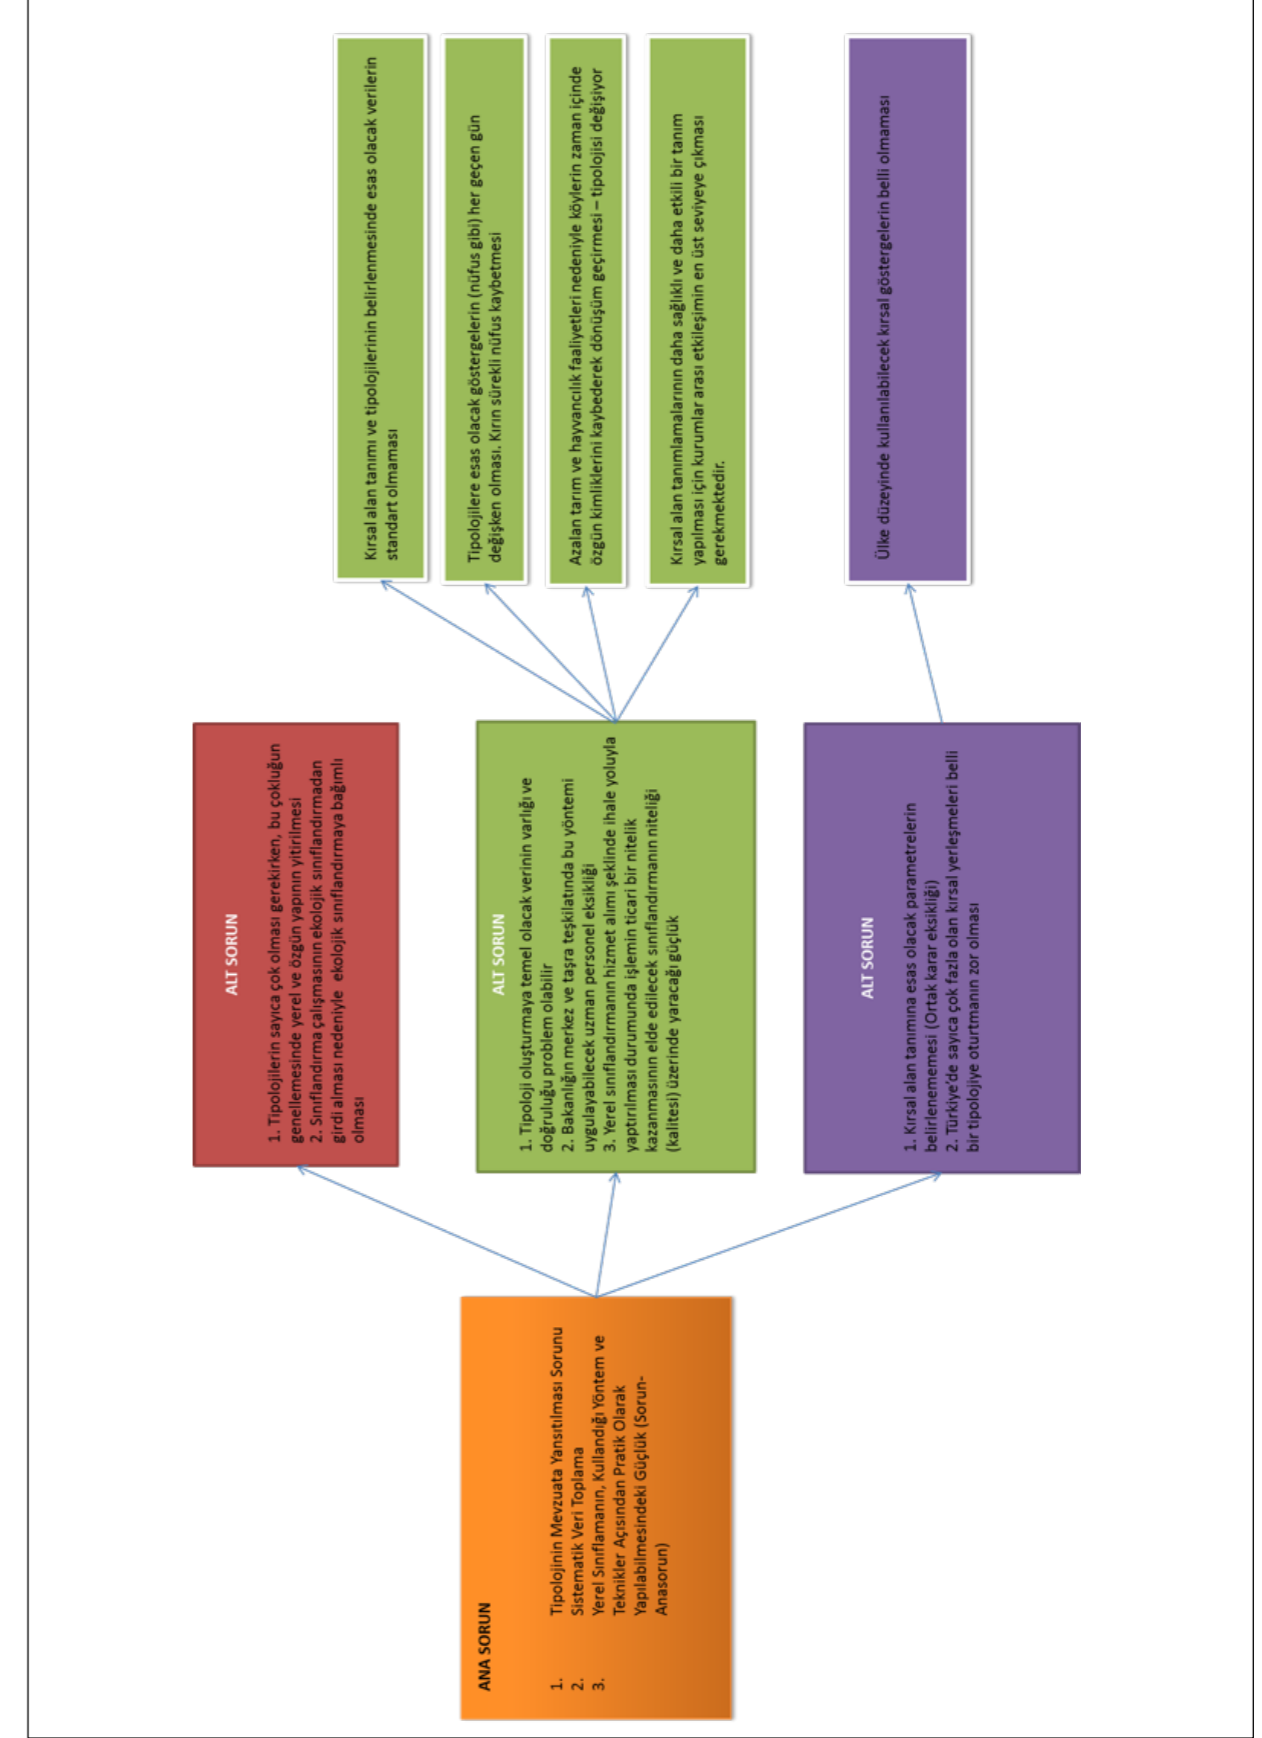 ANA SORUN
1. Tipolojinin Mevzuata Yansıtılması Sorunu
2. Sistematik Veri Toplama
3. Yerel Sınıflamanın, Kullandığı Yöntem ve
Teknikler Açısından Pratik Olarak
Yapılabilmesindeki Güçlük (Sorun-
Anasorun)
ALT SORUN
1. Tipolojilerin sayıca çok olması gerekirken, bu çokluğun
genellemesinde yerel ve özgün yapının yitirilmesi
2. Sınıflandırma çalışmasının ekolojik sınıflandırmadan
girdi alması nedeniyle ekolojik sınıflandırmaya bağımlı
olması
ALT SORUN
1. Tipoloji oluşturmaya temel olacak verinin varlığı ve
doğruluğu problem olabilir
2. Bakanlığın merkez ve taşra teşkilatında bu yöntemi
uygulayabilecek uzman personel eksikliği
3. Yerel sınıflandırmanın hizmet alımı şeklinde ihale yoluyla
yaptırılması durumunda işlemin ticari bir nitelik
kazanmasının elde edilecek sınıflandırmanın niteliği
(kalitesi) üzerinde yaracağı güçlük
ALT SORUN
1. Kırsal alan tanımına esas olacak parametrelerin
belirlenememesi (Ortak karar eksikliği)
2. Türkiye'de sayıca çok fazla olan kırsal yerleşmeleri belli
bir tipolojiye oturtmanın zor olması
Kırsal alan tanımı ve tipolojilerinin belirlenmesinde esas olacak verilerin
standart olmaması
Tipolojilere esas olacak göstergelerin (nüfus gibi) her geçen gün
değişken olması. Kırın sürekli nüfus kaybetmesi
Azalan tarım ve hayvancılık faaliyetleri nedeniyle köylerin zaman içinde
özgün kimliklerini kaybederek dönüşüm geçirmesi – tipolojisi değişiyor
Kırsal alan tanımlamalarının daha sağlıklı ve daha etkili bir tanım
yapılması için kurumlar arası etkileşimin en üst seviyeye çıkması
gerekmektedir.
Ülke düzeyinde kullanılabilecek kırsal göstergelerin belli olmaması